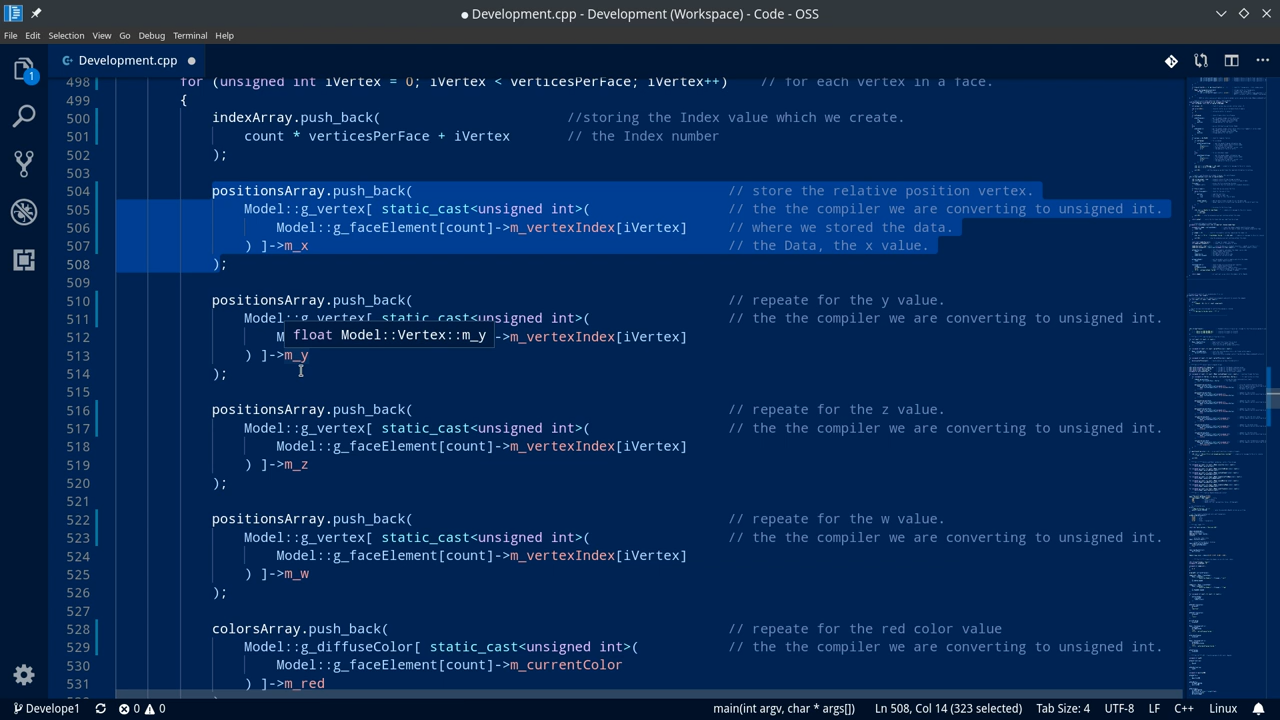 Development.cpp - Development (Workspace) - Code - OSS
File Edit Selection View Go Debug Terminal Help
Development.cpp
1
498 for (unsigned int iVertex = 0; iVertex < verticesPerFace; iVertex++) // for each vertex in a face.
499 {
500 indexArray.push_back( //storing the index value which we create.
501 count * verticesPerFace + iVertex // the Index number
502 );
503
504 positionsArray.push_back( // store the relative position vertex.
505 Model::g_vertex[ static_cast<unsigned int>( // tell the compiler we are converting to unsigned int.
506 Model::g_faceElement[count]->m_vertexIndex[iVertex] // the place to start the data.
507 ) ]->m_x // the data, the x value.
508 );
509
510 positionsArray.push_back( // repeate for the y value.
511 Model::g_vertex[ static_cast<unsigned int>( // tell the compiler we are converting to unsigned int.
float Model::Vertex::m_y
512 >m_vertexIndex[iVertex]
513 ) ]->m_y
514 );
515
516 positionsArray.push_back( // repeate for the z value.
517 Model::g_vertex[ static_cast<unsigned int>( // tell the compiler we are converting to unsigned int.
518 Model::g_faceElement[count]->m_vertexIndex[iVertex]
519 ) ]->m_z
520 );
521
522 positionsArray.push_back( // repeate for the w value.
523 Model::g_vertex[ static_cast<unsigned int>( // tell the compiler we are converting to unsigned int.
524 Model::g_faceElement[count]->m_vertexIndex[iVertex]
525 ) ]->m_w
526 );
527
528 colorsArray.push_back( // repeate for the red color value
529 Model::g_diffuseColor[ static_cast<unsigned int>( // tell the compiler we are converting to unsigned int.
530 Model::g_faceElement[count]->m_currentColor
531 ) ]->m_red
Develope1 0 0 main(int argv, char * args[]) Ln 508, Col 14 (323 selected) Tab Size: 4 UTF-8 LF C++ Linux